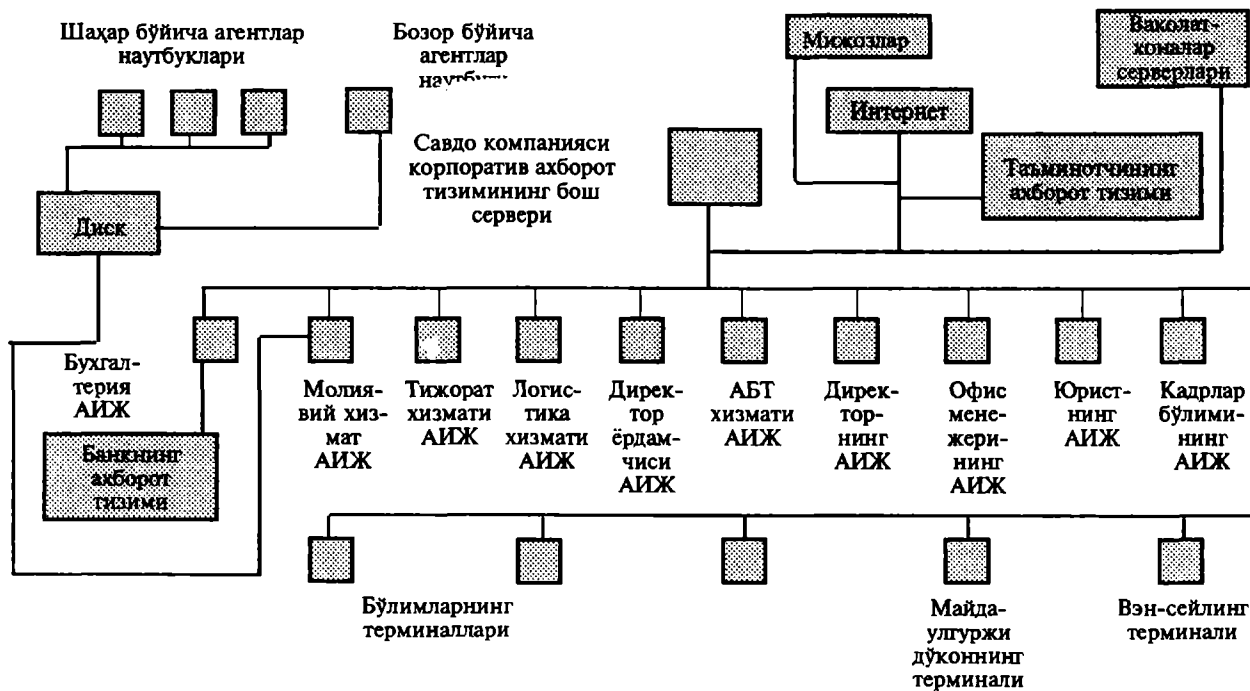 Шаҳар бўйича агентлар
наутбуклари
Бозор бўйича
агентлар
Савдо компанияси
корпоратив ахборот
тизимининг бош
сервери
Мижозлар
Ваколат-
хоналар
серверлари
Интернет
Таъминотчининг
ахборот тизими
Диск
Бухгал-
терия
АИЖ
Банкнинг
ахборот
тизими
Молия-
вий хиз-
мат
АИЖ
Тижорат
хизмати
АИЖ
Логис-
тика
хизмати
АИЖ
Дирек-
тор
ёрдам-
чиси
АИЖ
АБТ
хизмати
АИЖ
Дирек-
тор-
нинг
АИЖ
Офис
мене-
жери-
нинг
АИЖ
Юрист-
нинг
АИЖ
Кадрлар
бўлими-
нинг
АИЖ
Бўлимларнинг
терминаллари
Майда-
улгуржи
дўконнинг
терминали
Вэн-сейлинг
терминали